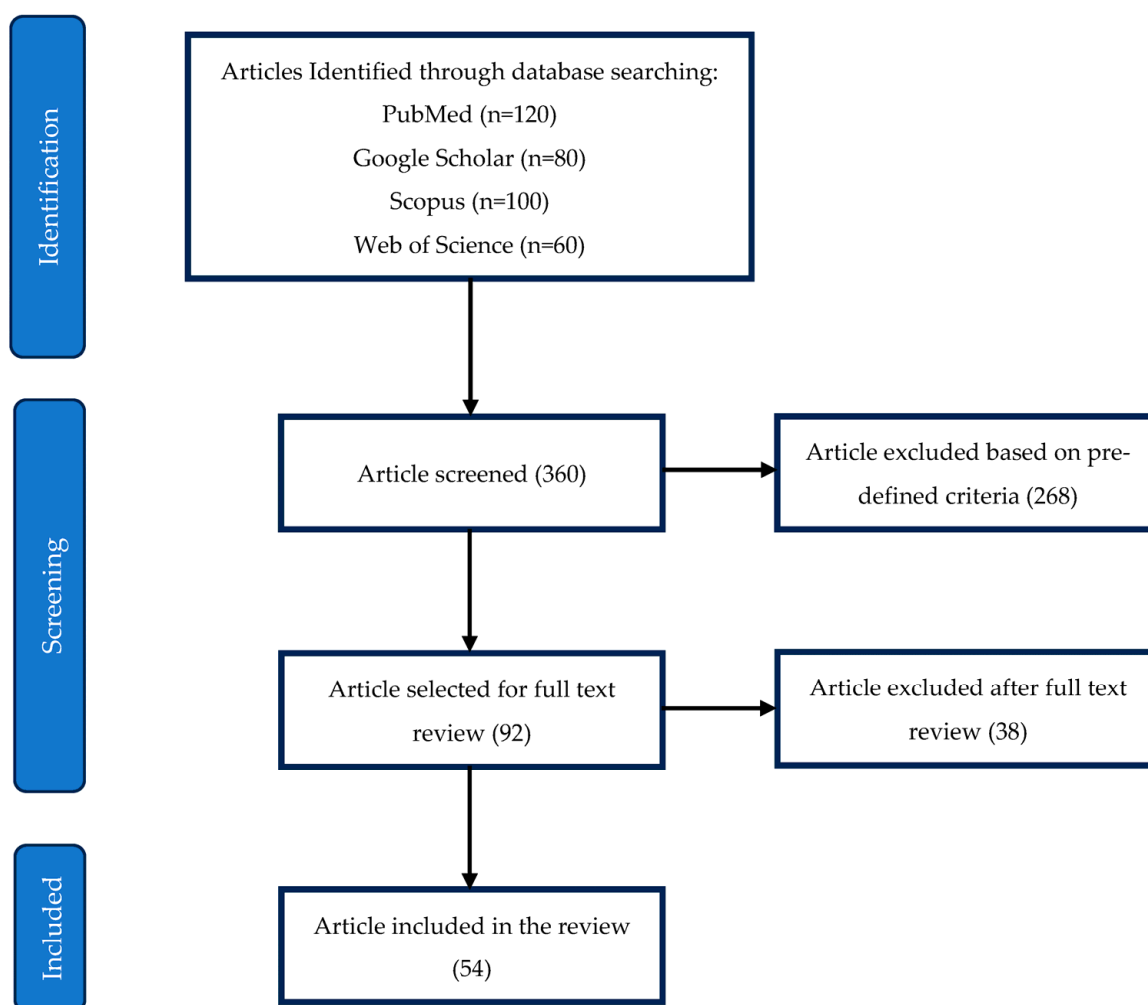 Identification
Articles Identified through database searching:
PubMed (n=120)
Google Scholar (n=80)
Scopus (n=100)
Web of Science (n=60)
Screening
Article screened (360)
Article excluded based on pre-
defined criteria (268)
Article selected for full text
review (92)
Article excluded after full text
review (38)
Included
Article included in the review
(54)